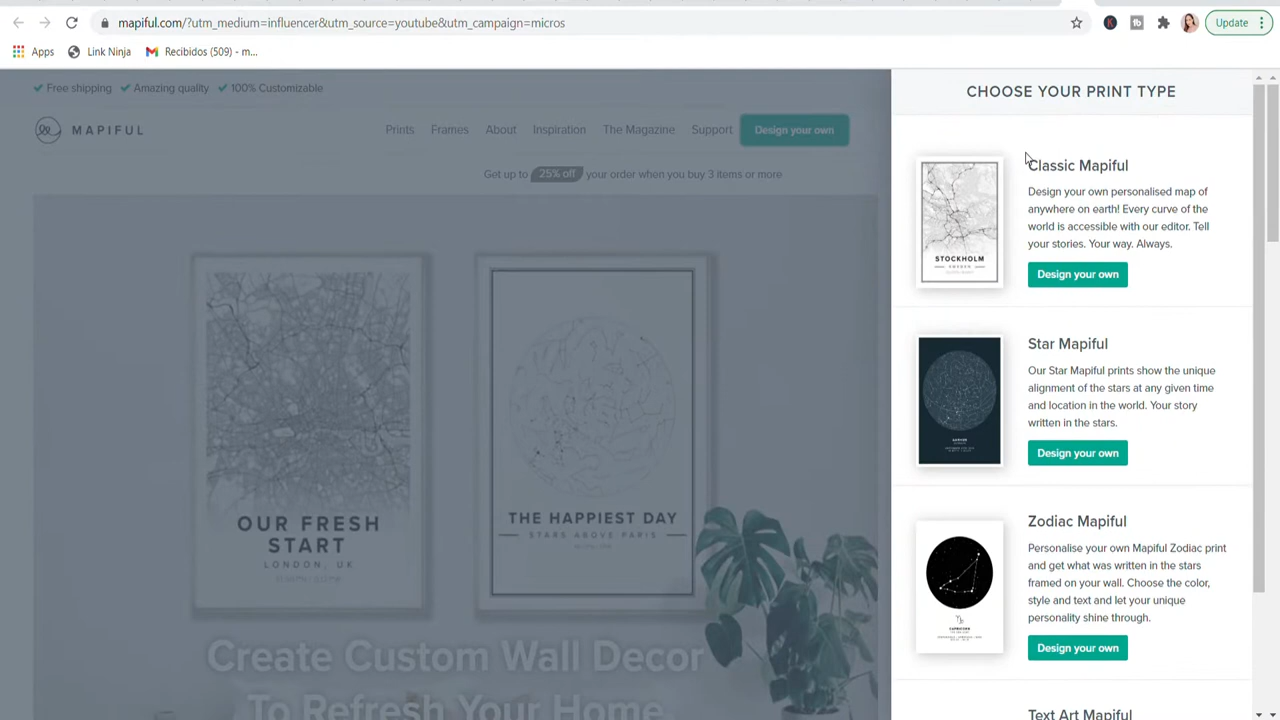 mapiful.com/?utm_medium=influencer&utm_source=youtube&utm_campaign=micros
Update
Apps
Link Ninja
Recibidos (509) - m...
Free shipping
Amazing quality
100% Customizable
MAPIFUL
Prints
Frames
About
Inspiration
The Magazine
Support
Design your own
Get up to 25% off your order when you buy 3 items or more
OUR FRESH
START
LONDON, UK
THE HAPPIEST DAY
STARS ABOVE PARIS
Create Custom Wall Decor
To Refresh Your Home
CHOOSE YOUR PRINT TYPE
STOCKHOLM
SWEDEN
Classic Mapiful
Design your own personalised map of
anywhere on earth! Every curve of the
world is accessible with our editor. Tell
your stories. Your way. Always.
Design your own
Star Mapiful
Our Star Mapiful prints show the unique
alignment of the stars at any given time
and location in the world. Your story
written in the stars.
Design your own
CAPRICORN
Zodiac Mapiful
Personalise your own Mapiful Zodiac print
and get what was written in the stars
framed on your wall. Choose the color,
style and text and let your unique
personality shine through.
Design your own
Text Art Mapiful